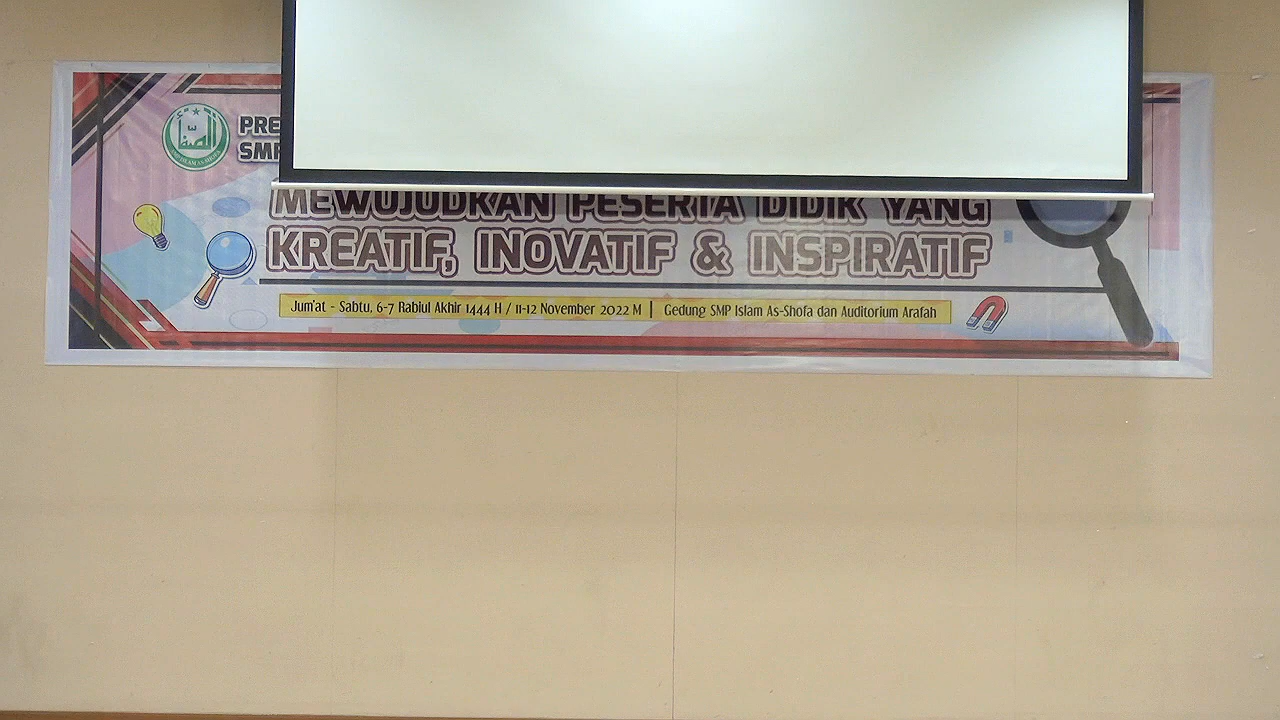 MEWUJUDKAN PESERTA DIDIK YANG
KREATIF, INOVATIF & INSPIRATIF
Jum'at - Sabtu, 6-7 Rabiul Akhir 1444 H / 11-12 November 2022 M | Gedung SMP Islam As-Shofa dan Auditorium Arafah